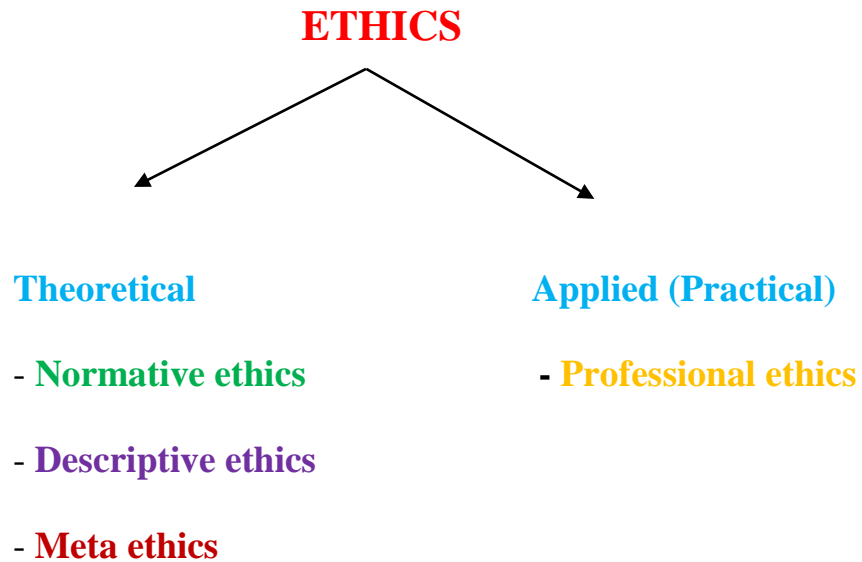 ETHICS
Theoretical
- Normative ethics
- Descriptive ethics
- Meta ethics
Applied (Practical)
- Professional ethics